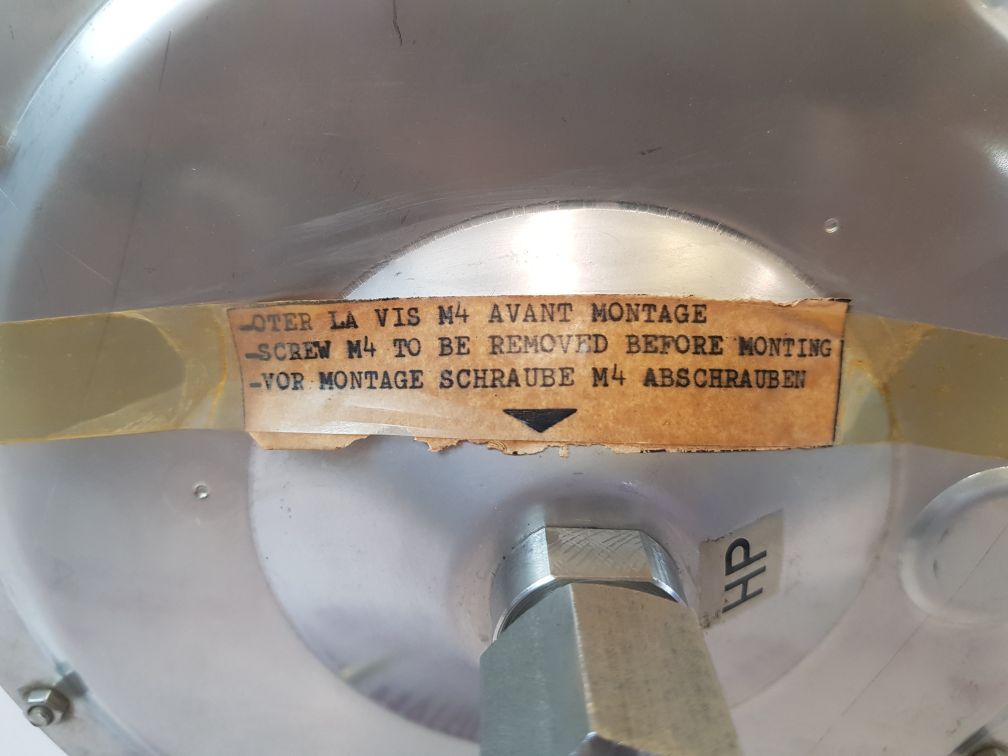 -OTER LA VIS M4 AVANT MONTAGE
-SCREW M4 TO BE REMOVED BEFORE MONTING
-VOR MONTAGE SCHRAUBE M4 ABSCHRAUBEN
HP